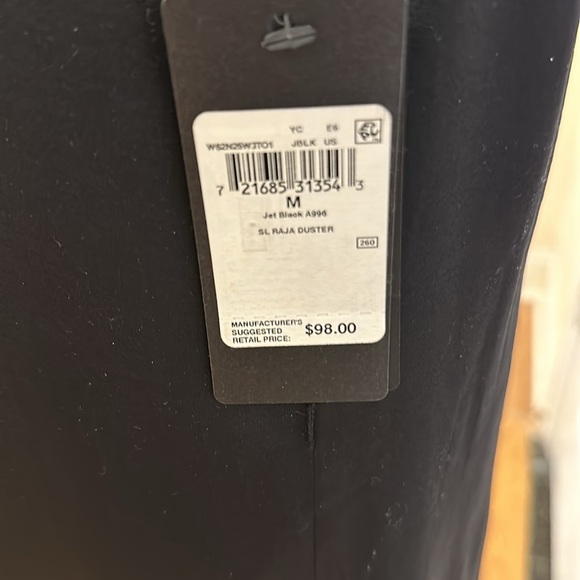 YC E6
W52N25W3TO1 JBLK US
7 21685 31354 3
M
Jet Black A996
SL RAJA DUSTER
260
MANUFACTURER'S
SUGGESTED
RETAIL PRICE: $98.00